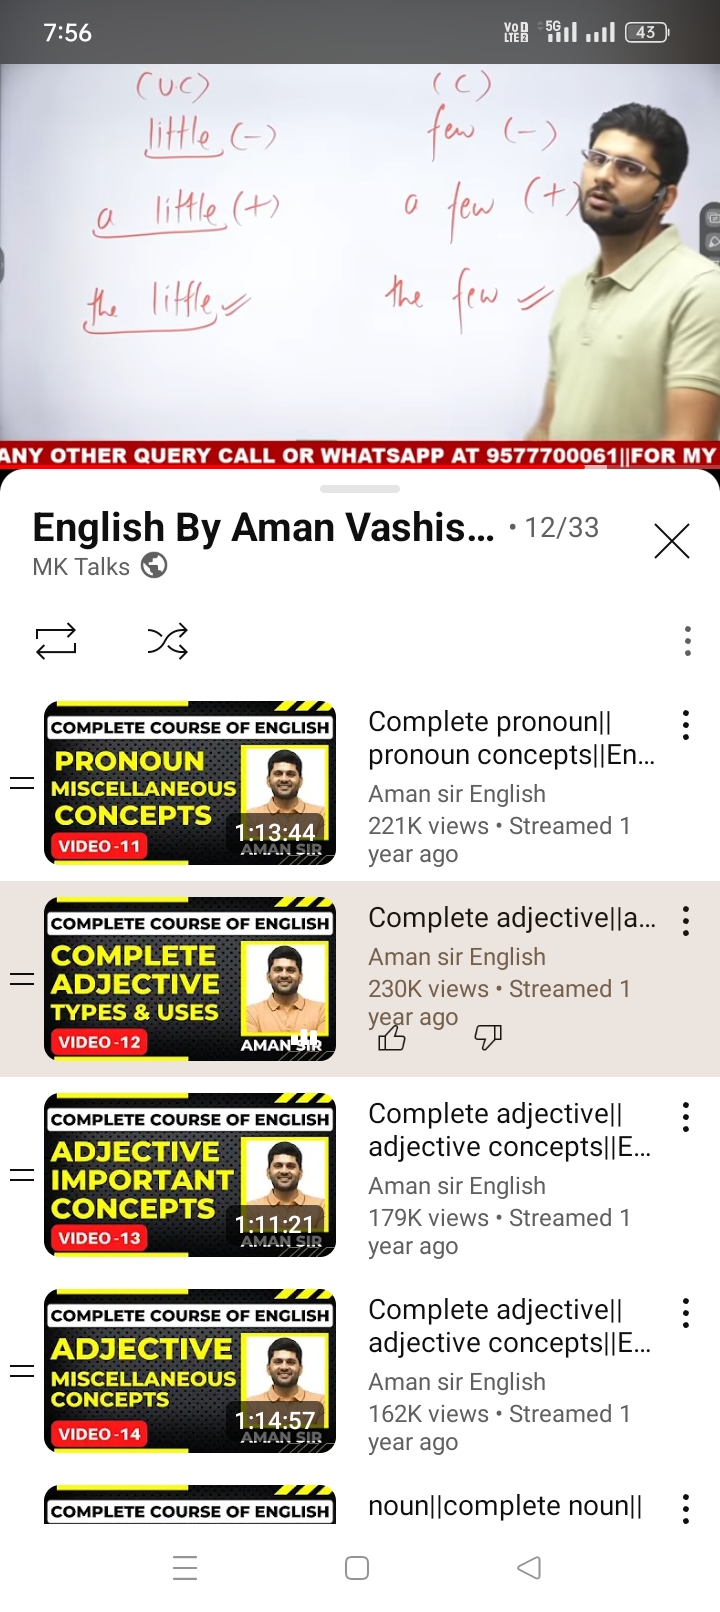 7:56
VoD LTE2 5G 43
(U.C) (C)
little (-) few (-)
a little (+) a few (+)
the little ✓ the few
ANY OTHER QUERY CALL OR WHATSAPP AT 9577700061||FOR MY
English By Aman Vashis... • 12/33
MK Talks
COMPLETE COURSE OF ENGLISH
PRONOUN
MISCELLANEOUS
CONCEPTS
1:13:44
VIDEO -11
AMAN SIR
Complete pronoun||
pronoun concepts||En...
Aman sir English
221K views • Streamed 1
year ago
COMPLETE COURSE OF ENGLISH
COMPLETE
ADJECTIVE
TYPES & USES
VIDEO -12
AMAN SIR
Complete adjective||a...
Aman sir English
230K views • Streamed 1
year ago
COMPLETE COURSE OF ENGLISH
ADJECTIVE
IMPORTANT
CONCEPTS
1:11:21
VIDEO -13
AMAN SIR
Complete adjective||
adjective concepts||E...
Aman sir English
179K views • Streamed 1
year ago
COMPLETE COURSE OF ENGLISH
ADJECTIVE
MISCELLANEOUS
CONCEPTS
1:14:57
VIDEO -14
AMAN SIR
Complete adjective||
adjective concepts||E...
Aman sir English
162K views • Streamed 1
year ago
COMPLETE COURSE OF ENGLISH
noun||complete noun||